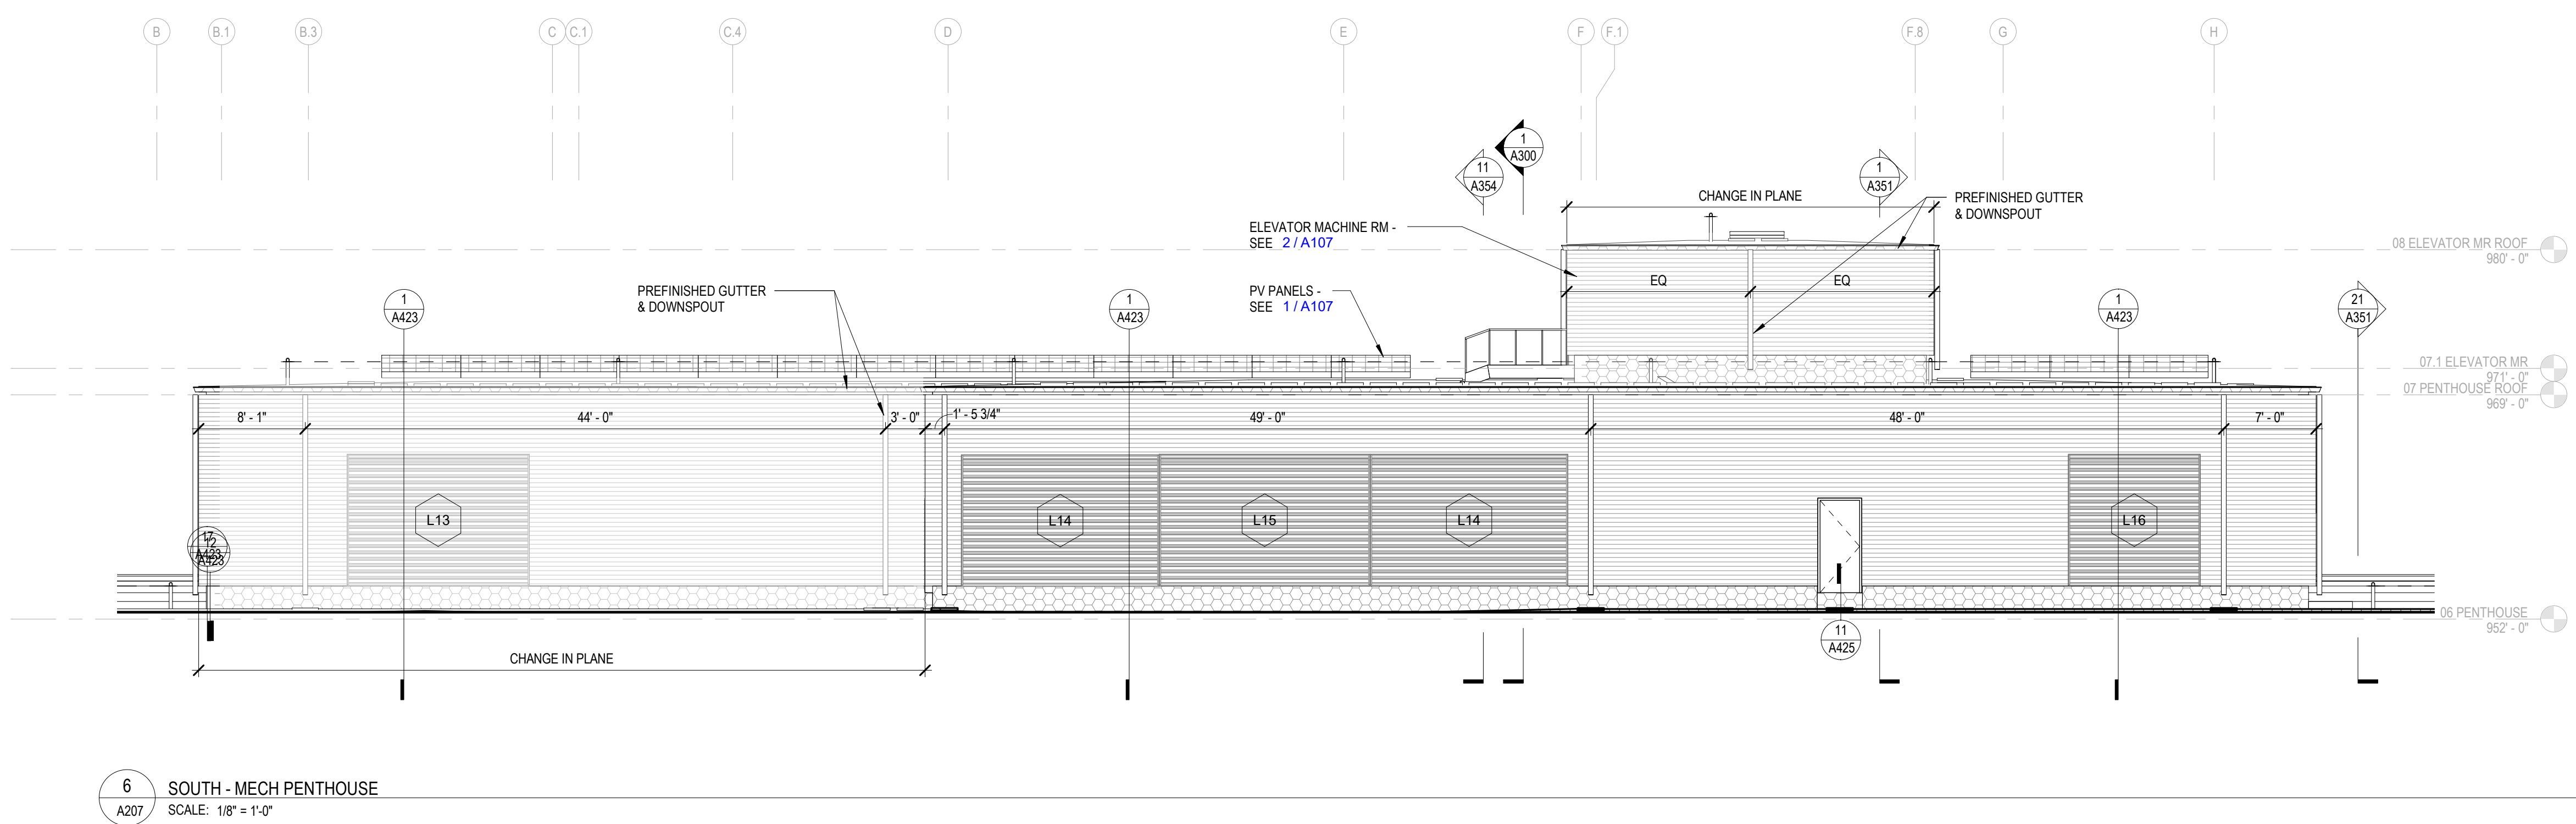 B
B.1
B.3
C
C.1
C.4
D
E
F
F.1
F.8
G
H
1
A300
11
A354
1
A351
CHANGE IN PLANE
PREFINISHED GUTTER
& DOWNSPOUT
ELEVATOR MACHINE RM -
SEE 2 / A107
08 ELEVATOR MR ROOF
980' - 0"
EQ
EQ
PREFINISHED GUTTER
& DOWNSPOUT
PV PANELS -
SEE 1 / A107
1
A423
1
A423
1
A423
21
A351
07.1 ELEVATOR MR
971' - 0"
07 PENTHOUSE ROOF
969' - 0"
8' - 1"
44' - 0"
3' - 0"
1' - 5 3/4"
49' - 0"
48' - 0"
7' - 0"
L13
L14
L15
L14
L16
17
A423
12
A423
06 PENTHOUSE
952' - 0"
11
A425
CHANGE IN PLANE
6
A207
SOUTH - MECH PENTHOUSE
SCALE: 1/8" = 1'-0"